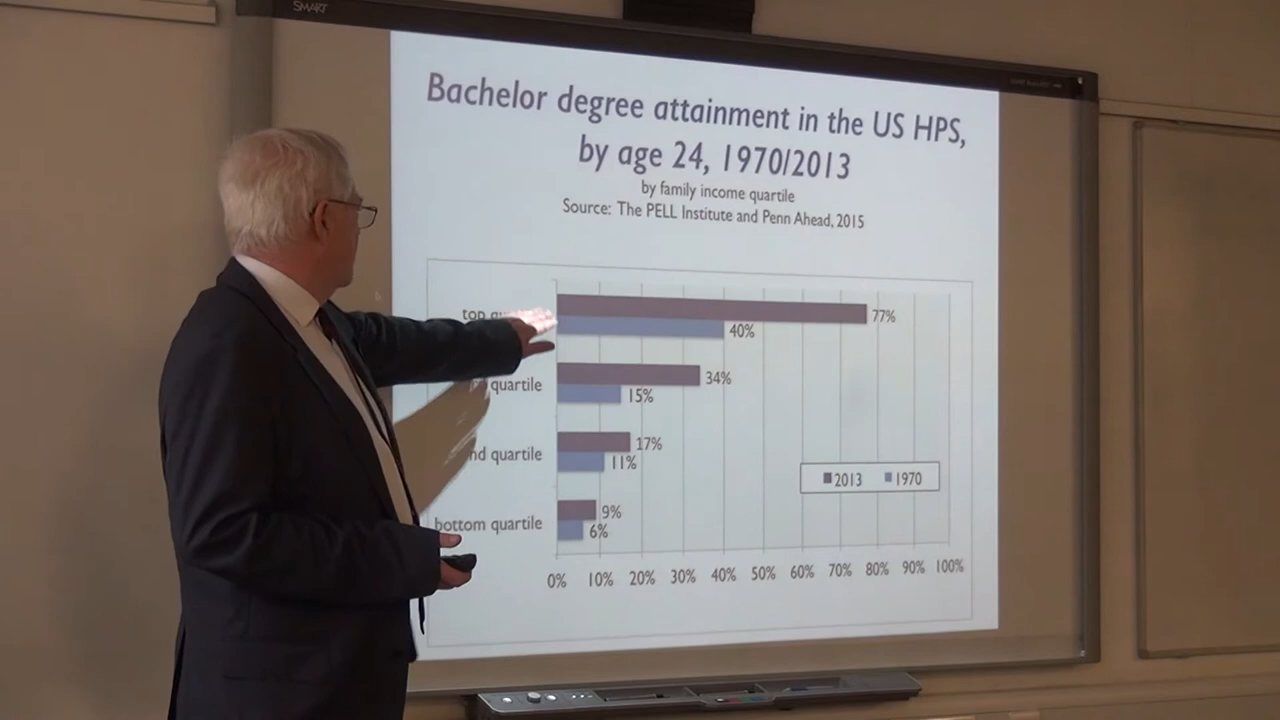 SMART
Bachelor degree attainment in the US HPS,
by age 24, 1970/2013
by family income quartile
Source: The PELL Institute and Penn Ahead, 2015
top
77%
40%
quartile
34%
15%
quartile
17%
11%
2013 1970
bottom quartile
9%
6%
0% 10% 20% 30% 40% 50% 60% 70% 80% 90% 100%